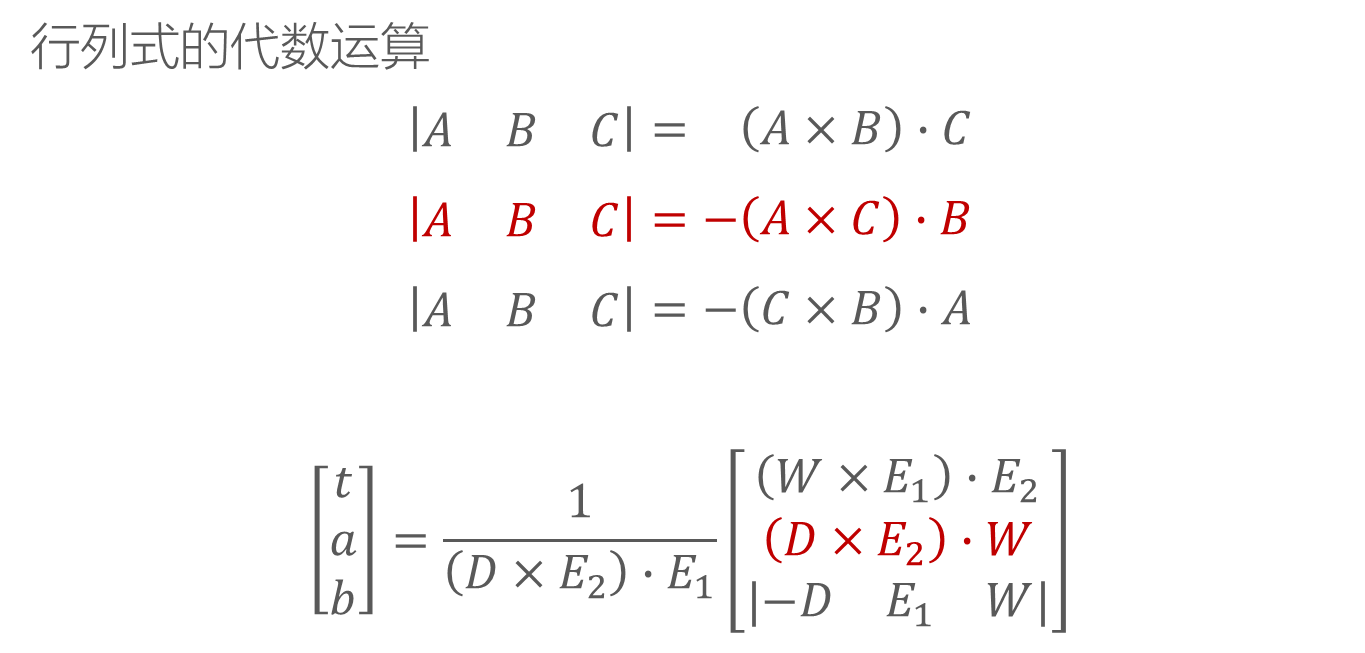 行列式的代数运算
|A B C| = (A × B) · C
|A B C| = −(A × C) · B
|A B C| = −(C × B) · A
[t a b] = 1 / ((D × E₂) · E₁) [(W × E₁) · E₂
(D × E₂) · W
|−D E₁ W|]